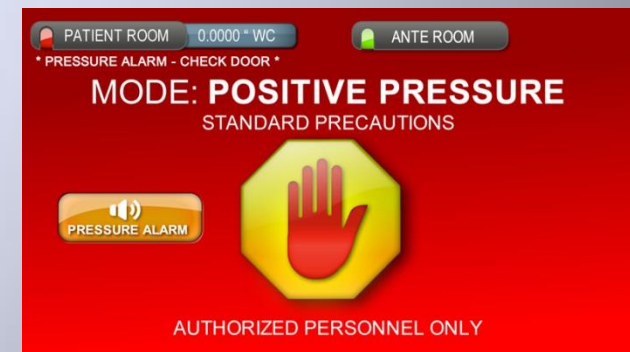 PATIENT ROOM 0.0000 " WC ANTE ROOM
* PRESSURE ALARM - CHECK DOOR *
MODE: POSITIVE PRESSURE
STANDARD PRECAUTIONS
PRESSURE ALARM
AUTHORIZED PERSONNEL ONLY